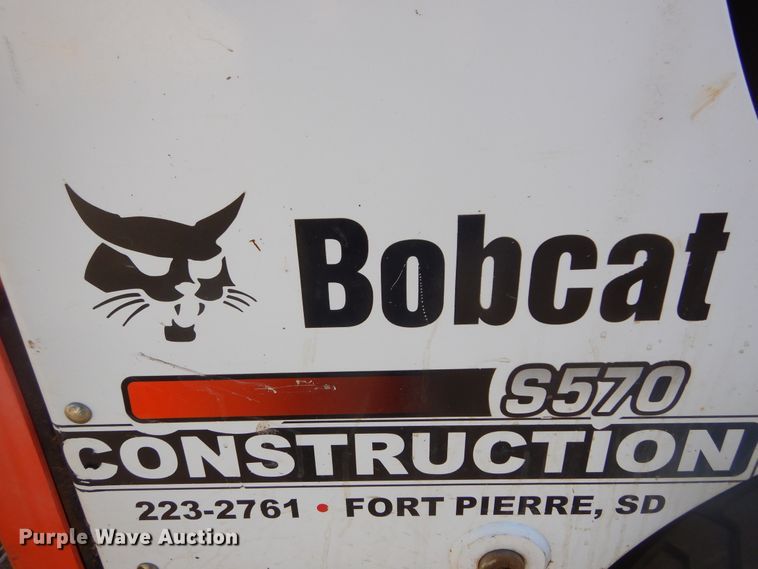 Bobcat
S570
CONSTRUCTION
223-2761 • FORT PIERRE, SD
Purple Wave Auction